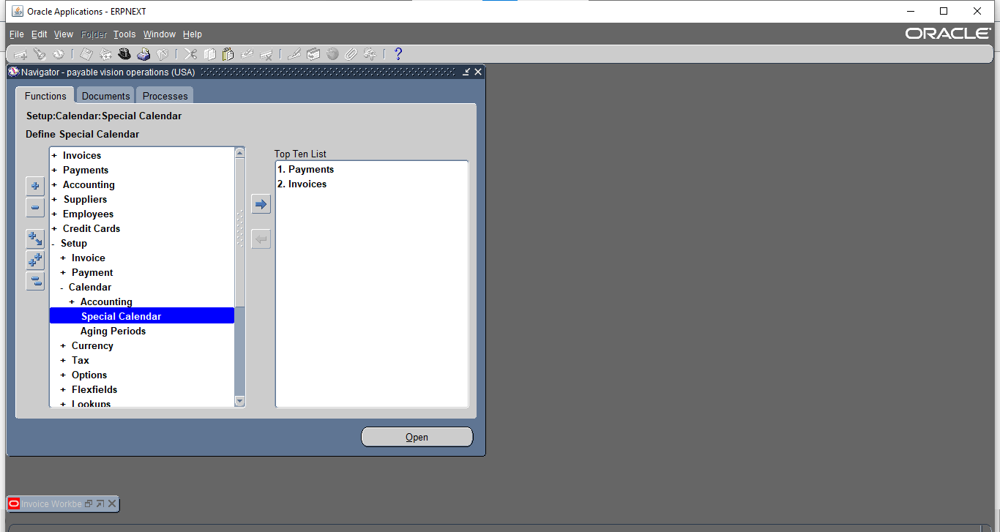 Oracle Applications - ERPNEXT
File Edit View Folder Tools Window Help
ORACLE
Navigator - payable vision operations (USA)
Functions Documents Processes
Setup:Calendar:Special Calendar
Define Special Calendar
Top Ten List
+ Invoices
+ Payments
+ Accounting
+ Suppliers
+ Employees
+ Credit Cards
- Setup
+ Invoice
+ Payment
- Calendar
+ Accounting
Special Calendar
Aging Periods
+ Currency
+ Tax
+ Options
+ Flexfields
+ Lookups
1. Payments
2. Invoices
Open
Invoice Workbe